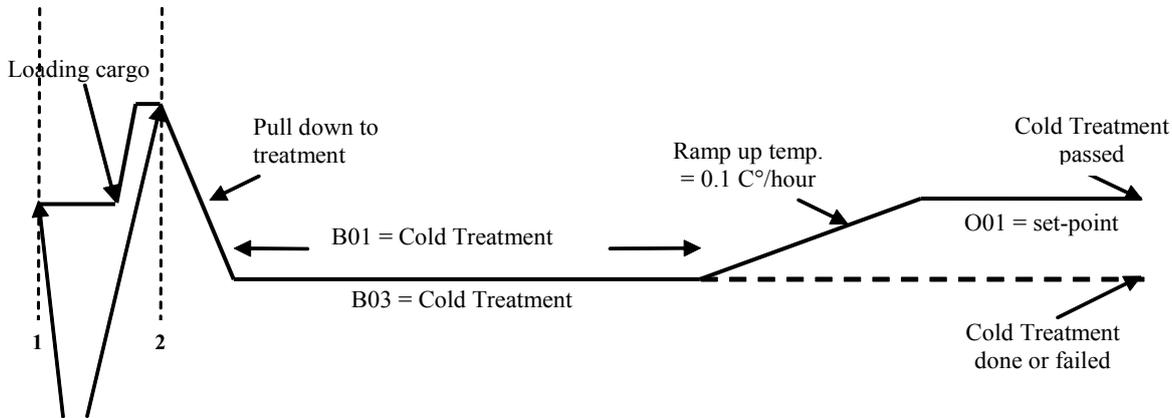 Loading cargo
Pull down to
treatment
Ramp up temp.
= 0.1 C°/hour
Cold Treatment
passed
B01 = Cold Treatment
O01 = set-point
B03 = Cold Treatment
1
2
Cold Treatment
done or failed